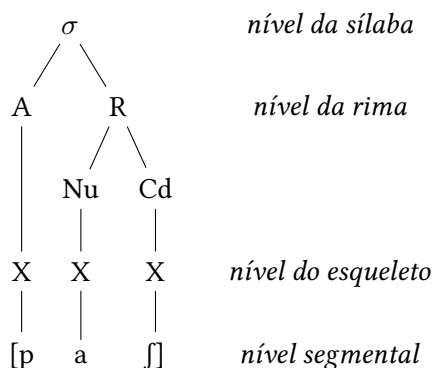 σ nível da sílaba
A R nível da rima
Nu Cd
X X X nível do esqueleto
[p a ʃ] nível segmental